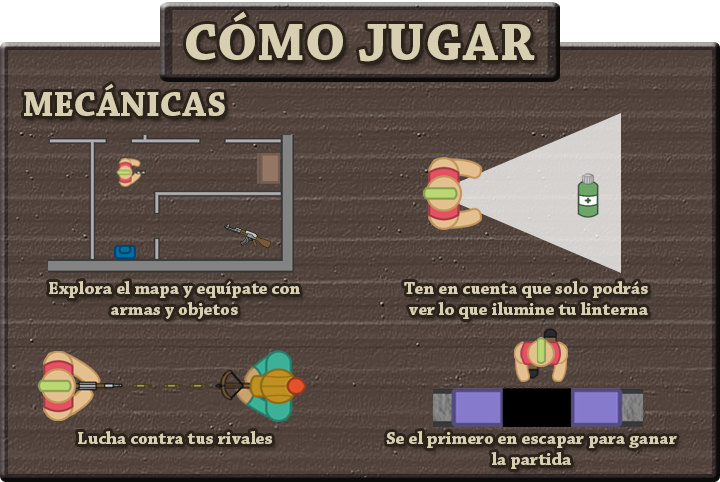 CÓMO JUGAR
MECÁNICAS
Explora el mapa y equípate con
armas y objetos
Ten en cuenta que solo podrás
ver lo que ilumine tu linterna
Lucha contra tus rivales
Se el primero en escapar para ganar
la partida